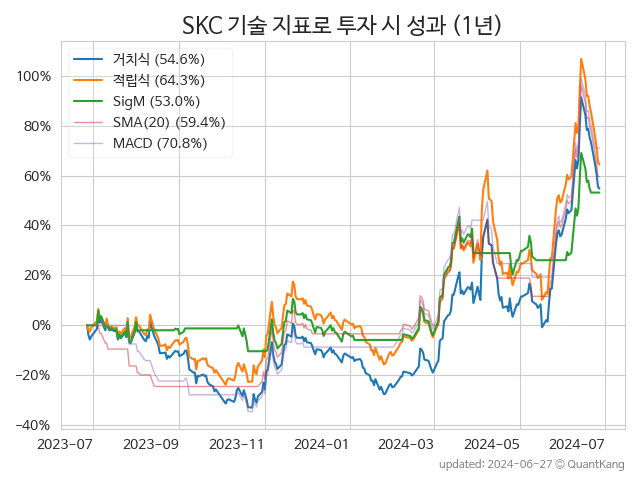 SKC 기술 지표로 투자 시 성과 (1년)
거치식 (54.6%)
적립식 (64.3%)
SigM (53.0%)
SMA(20) (59.4%)
MACD (70.8%)
100%
80%
60%
40%
20%
0%
−20%
−40%
2023-07 2023-09 2023-11 2024-01 2024-03 2024-05 2024-07
updated: 2024-06-27 ⓒ QuantKang